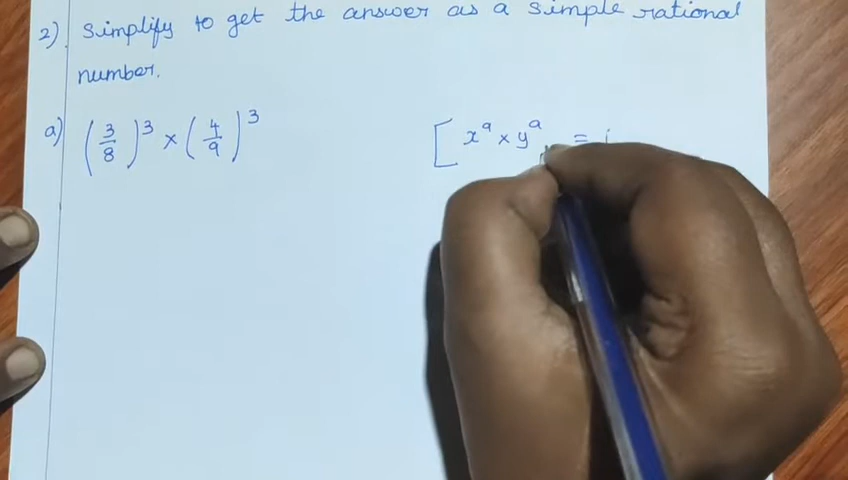 2) Simplify to get the answer as a simple rational
number.
a) (3/8)^3 × (4/9)^3 [ x^a × y^a =